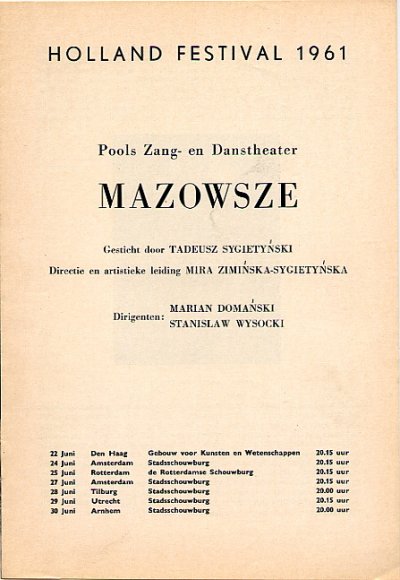 HOLLAND FESTIVAL 1961
Pools Zang- en Danstheater
MAZOWSZE
Gesticht door TADEUSZ SYGIETYŃSKI
Directie en artistieke leiding MIRA ZIMIŃSKA-SYGIETYŃSKA
Dirigenten: MARIAN DOMAŃSKI
STANISLAW WYSOCKI
22 Juni Den Haag Gebouw voor Kunsten en Wetenschappen 20.15 uur
24 Juni Amsterdam Stadsschouwburg 20.15 uur
25 Juni Rotterdam de Rotterdamse Schouwburg 20.15 uur
27 Juni Amsterdam Stadsschouwburg 20.15 uur
28 Juni Tilburg Stadsschouwburg 20.00 uur
29 Juni Utrecht Stadsschouwburg 20.15 uur
30 Juni Arnhem Stadsschouwburg 20.00 uur